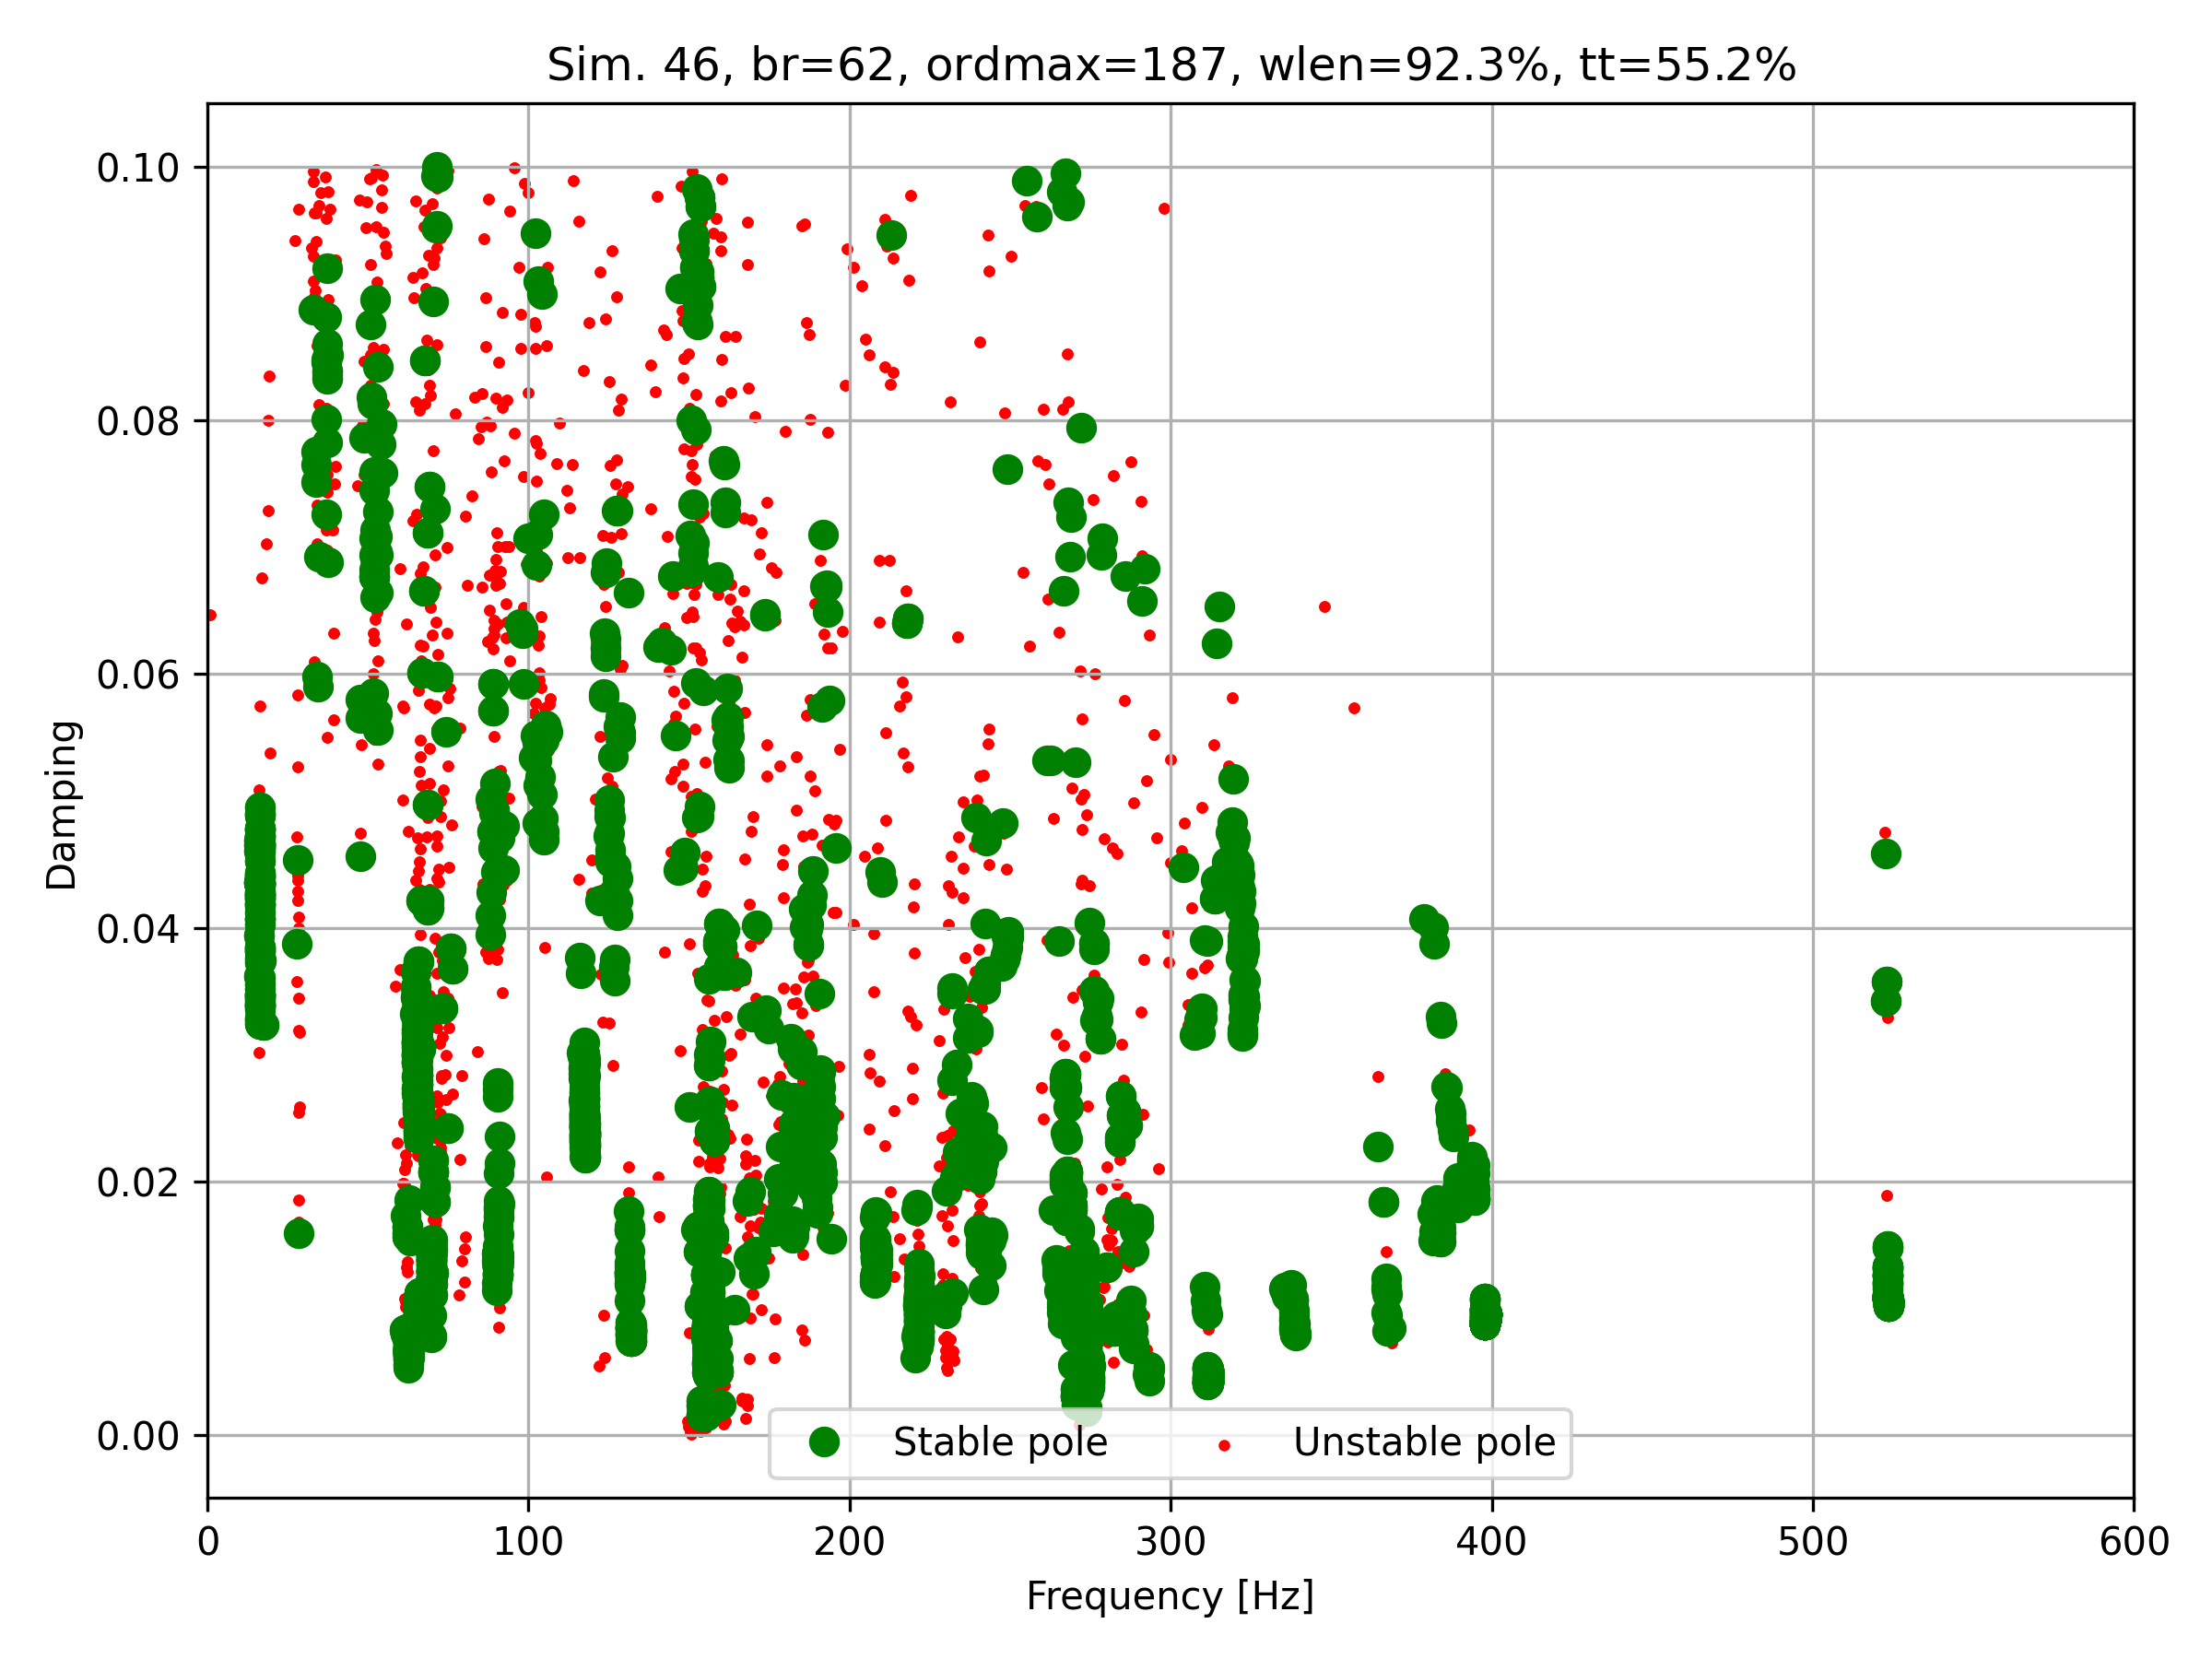 Sim. 46, br=62, ordmax=187, wlen=92.3%, tt=55.2%
0.10
0.08
0.06
0.04
0.02
0.00
Damping
Stable pole
Unstable pole
0
100
200
300
400
500
600
Frequency [Hz]